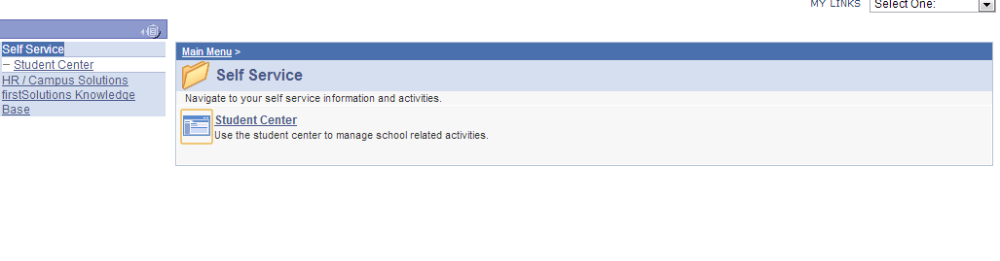 MY LINKS Select One:
Self Service
Student Center
HR / Campus Solutions
firstSolutions Knowledge
Base
Main Menu >
Self Service
Navigate to your self service information and activities.
Student Center
Use the student center to manage school related activities.